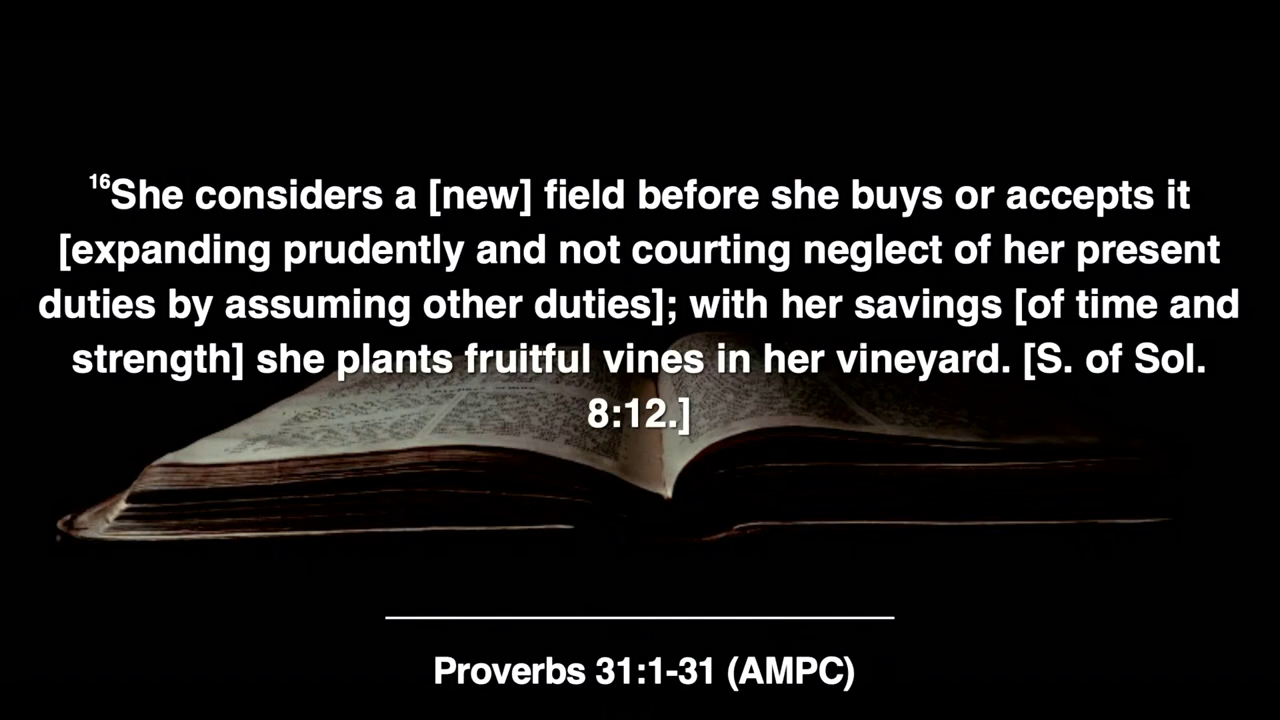 16She considers a [new] field before she buys or accepts it
[expanding prudently and not courting neglect of her present
duties by assuming other duties]; with her savings [of time and
strength] she plants fruitful vines in her vineyard. [S. of Sol.
8:12.]
Proverbs 31:1-31 (AMPC)